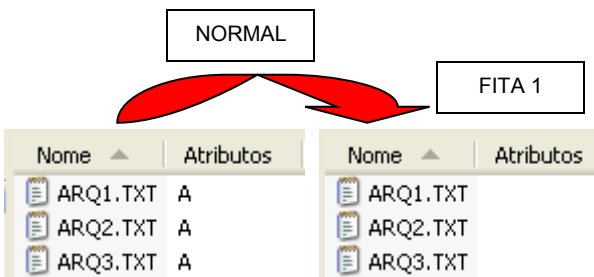 NORMAL
FITA 1
Nome Atributos Nome Atributos
ARQ1.TXT A ARQ1.TXT
ARQ2.TXT A ARQ2.TXT
ARQ3.TXT A ARQ3.TXT